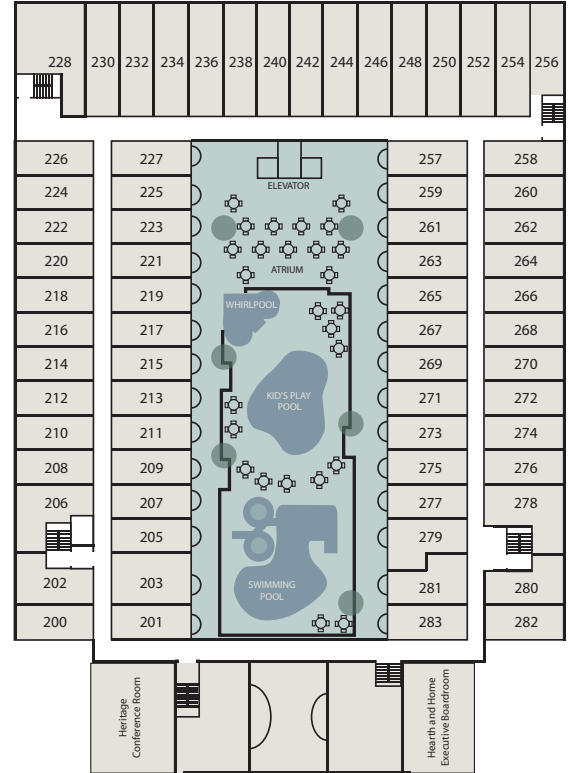 228 230 232 234 236 238 240 242 244 246 248 250 252 254 256
226 227 257 258
ELEVATOR
224 225 259 260
222 223 261 262
220 221 263 264
ATRIUM
218 219 265 266
WHIRLPOOL
216 217 267 268
214 215 269 270
212 213 271 272
KID'S PLAY
POOL
210 211 273 274
208 209 275 276
206 207 277 278
205 279
202 203 281 280
SWIMMING
POOL
200 201 283 282
Heritage
Conference Room
Hearth and Home
Executive Boardroom